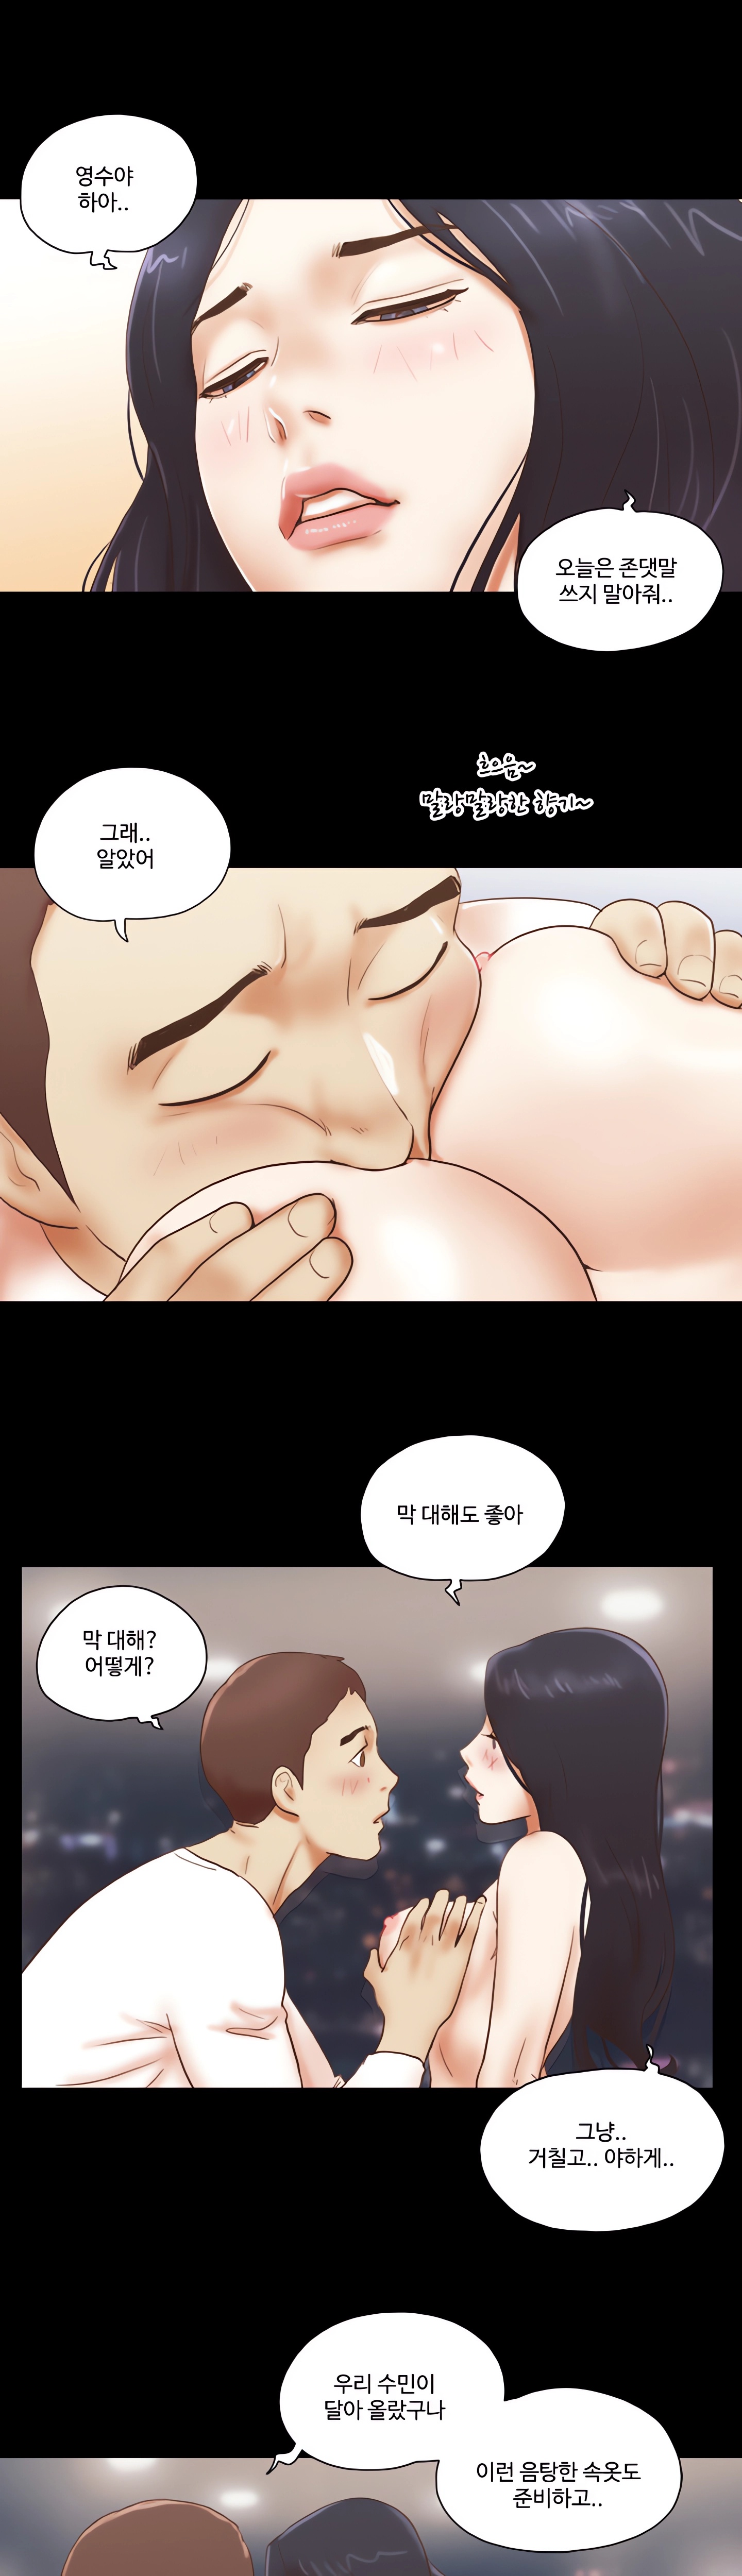 영수야
하아..
오늘은 존댓말
쓰지 말아줘..
흐으음~
말랑말랑한 향기~
그래..
알았어
막 대해도 좋아
막 대해?
어떻게?
그냥..
거칠고.. 야하게..
우리 수민이
달아 올랐구나
이런 음탕한 속옷도
준비하고..